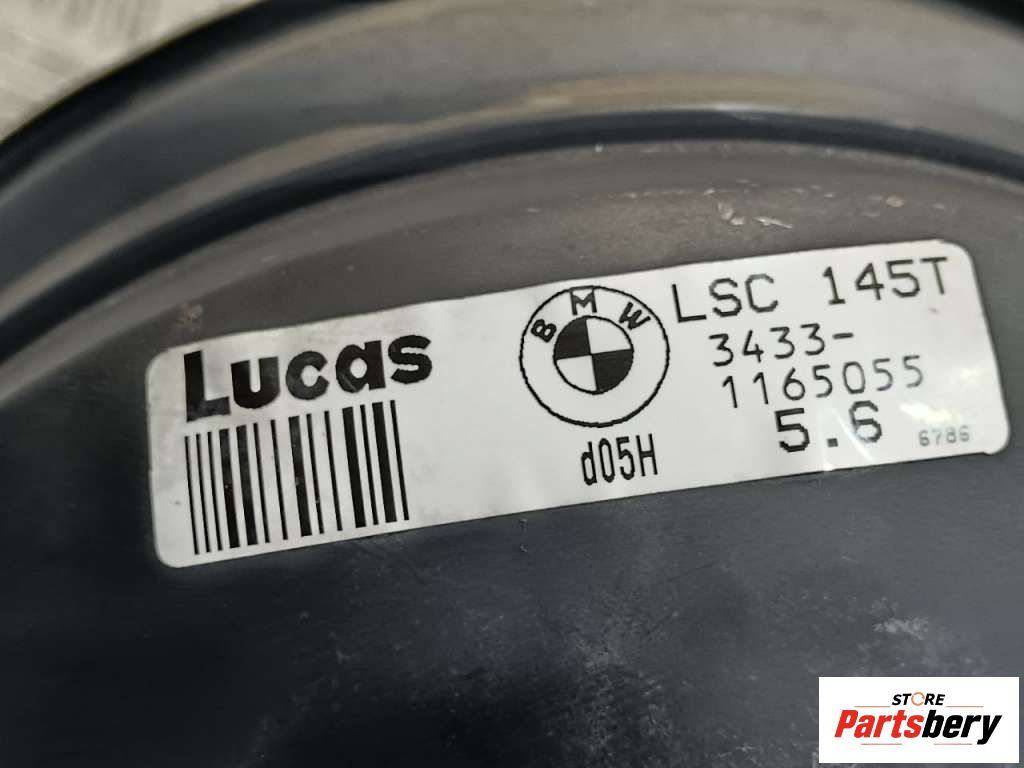 Lucas
BMW
LSC 145T
3433-
1165055
5.6
6786
d05H
STORE
Partsbery